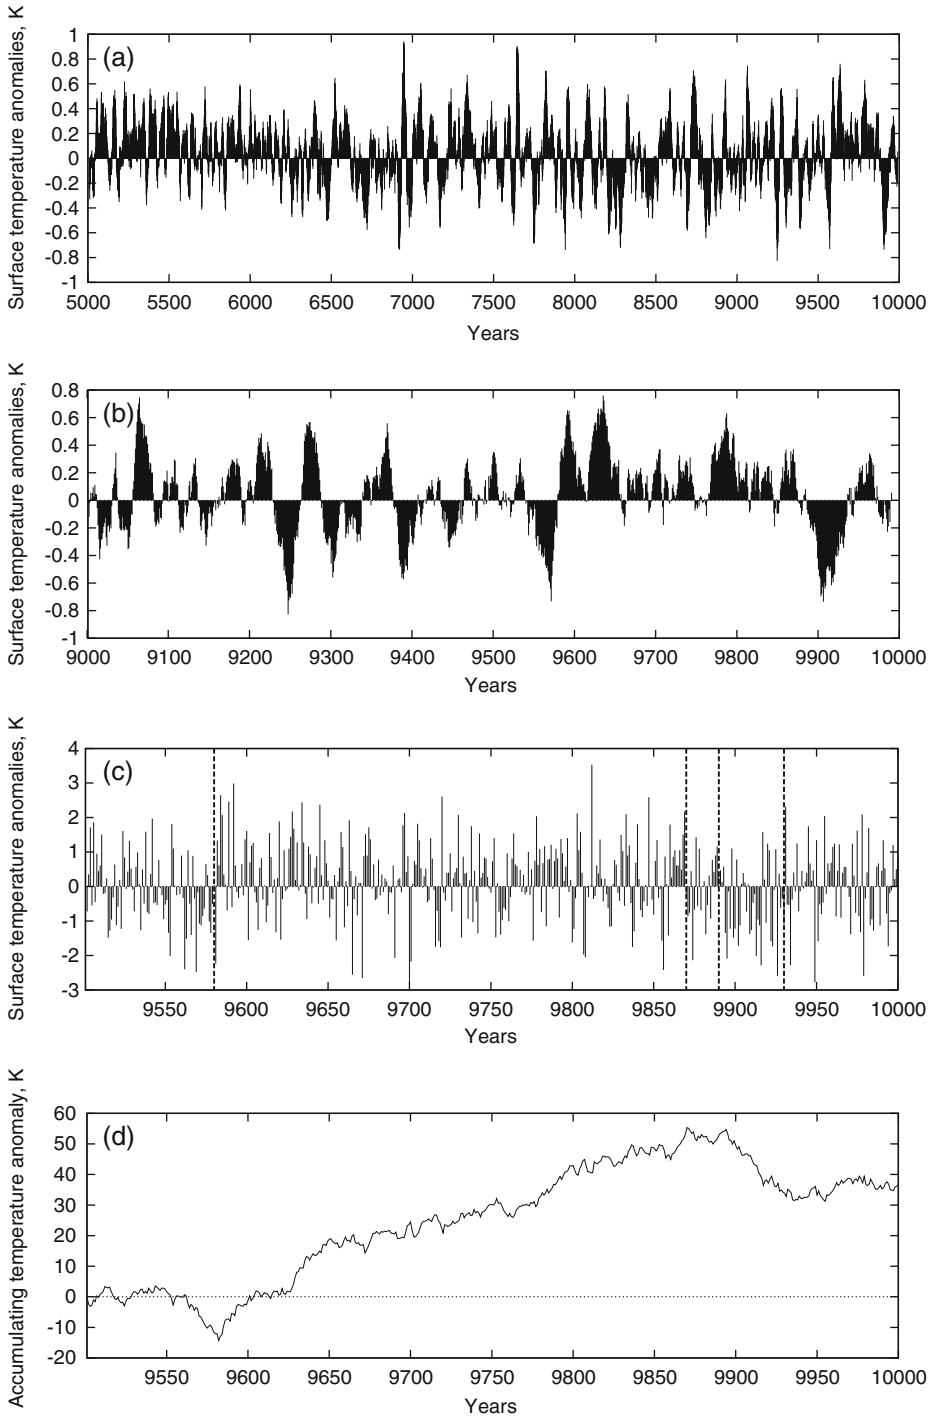 Surface temperature anomalies, K
(a)
1
0.8
0.6
0.4
0.2
0
-0.2
-0.4
-0.6
-0.8
-1
5000 5500 6000 6500 7000 7500 8000 8500 9000 9500 10000
Years
Surface temperature anomalies, K
(b)
0.8
0.6
0.4
0.2
0
-0.2
-0.4
-0.6
-0.8
-1
9000 9100 9200 9300 9400 9500 9600 9700 9800 9900 10000
Years
Surface temperature anomalies, K
(c)
4
3
2
1
0
-1
-2
-3
9550 9600 9650 9700 9750 9800 9850 9900 9950 10000
Years
Accumulating temperature anomaly, K
(d)
60
50
40
30
20
10
0
-10
-20
9550 9600 9650 9700 9750 9800 9850 9900 9950 10000
Years